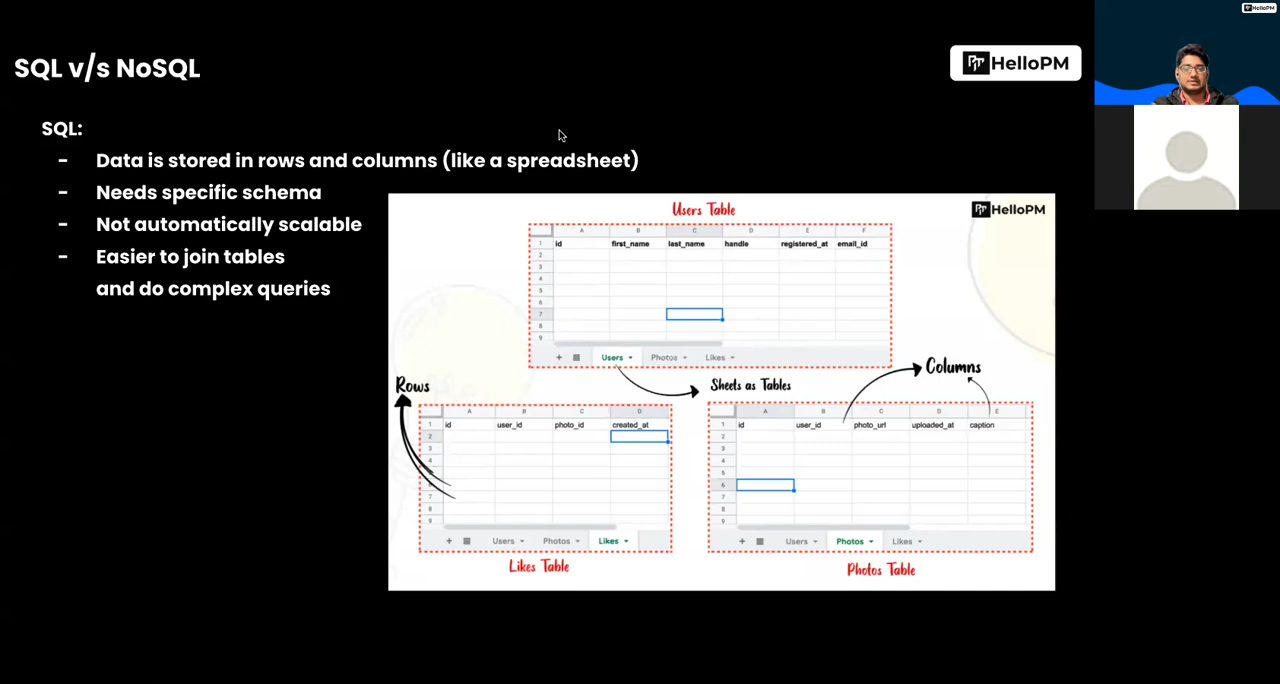 HelloPM
SQL v/s NoSQL
HelloPM
SQL:
- Data is stored in rows and columns (like a spreadsheet)
- Needs specific schema
- Not automatically scalable
- Easier to join tables
and do complex queries
Users Table
HelloPM
A B C D E F
1 id first_name last_name handle registered_at email_id
2
3
4
5
6
7
8
9
+ Users Photos Likes
Sheets as Tables
Columns
Rows
A B C D
1 id user_id photo_id created_at
2
3
4
5
7
8
9
+ Users Photos Likes
Likes Table
A B C D E
1 id user_id photo_url uploaded_at caption
2
3
4
5
6
7
8
9
+ Users Photos Likes
Photos Table